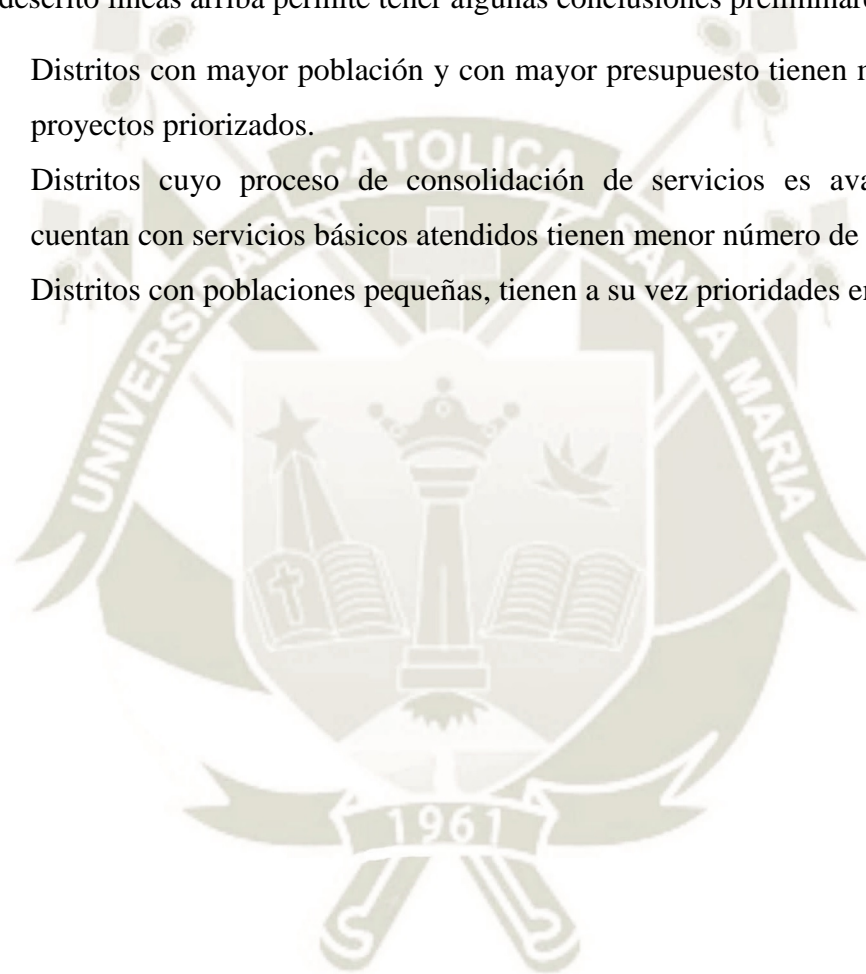 descrito líneas arriba permite tener algunas conclusiones preliminar
Distritos con mayor población y con mayor presupuesto tienen
proyectos priorizados.
Distritos cuyo proceso de consolidación de servicios es
cuentan con servicios básicos atendidos tienen menor número de
Distritos con poblaciones pequeñas, tienen a su vez prioridades
UNIVERSIDAD CATOLICA SANTA MARIA
1961